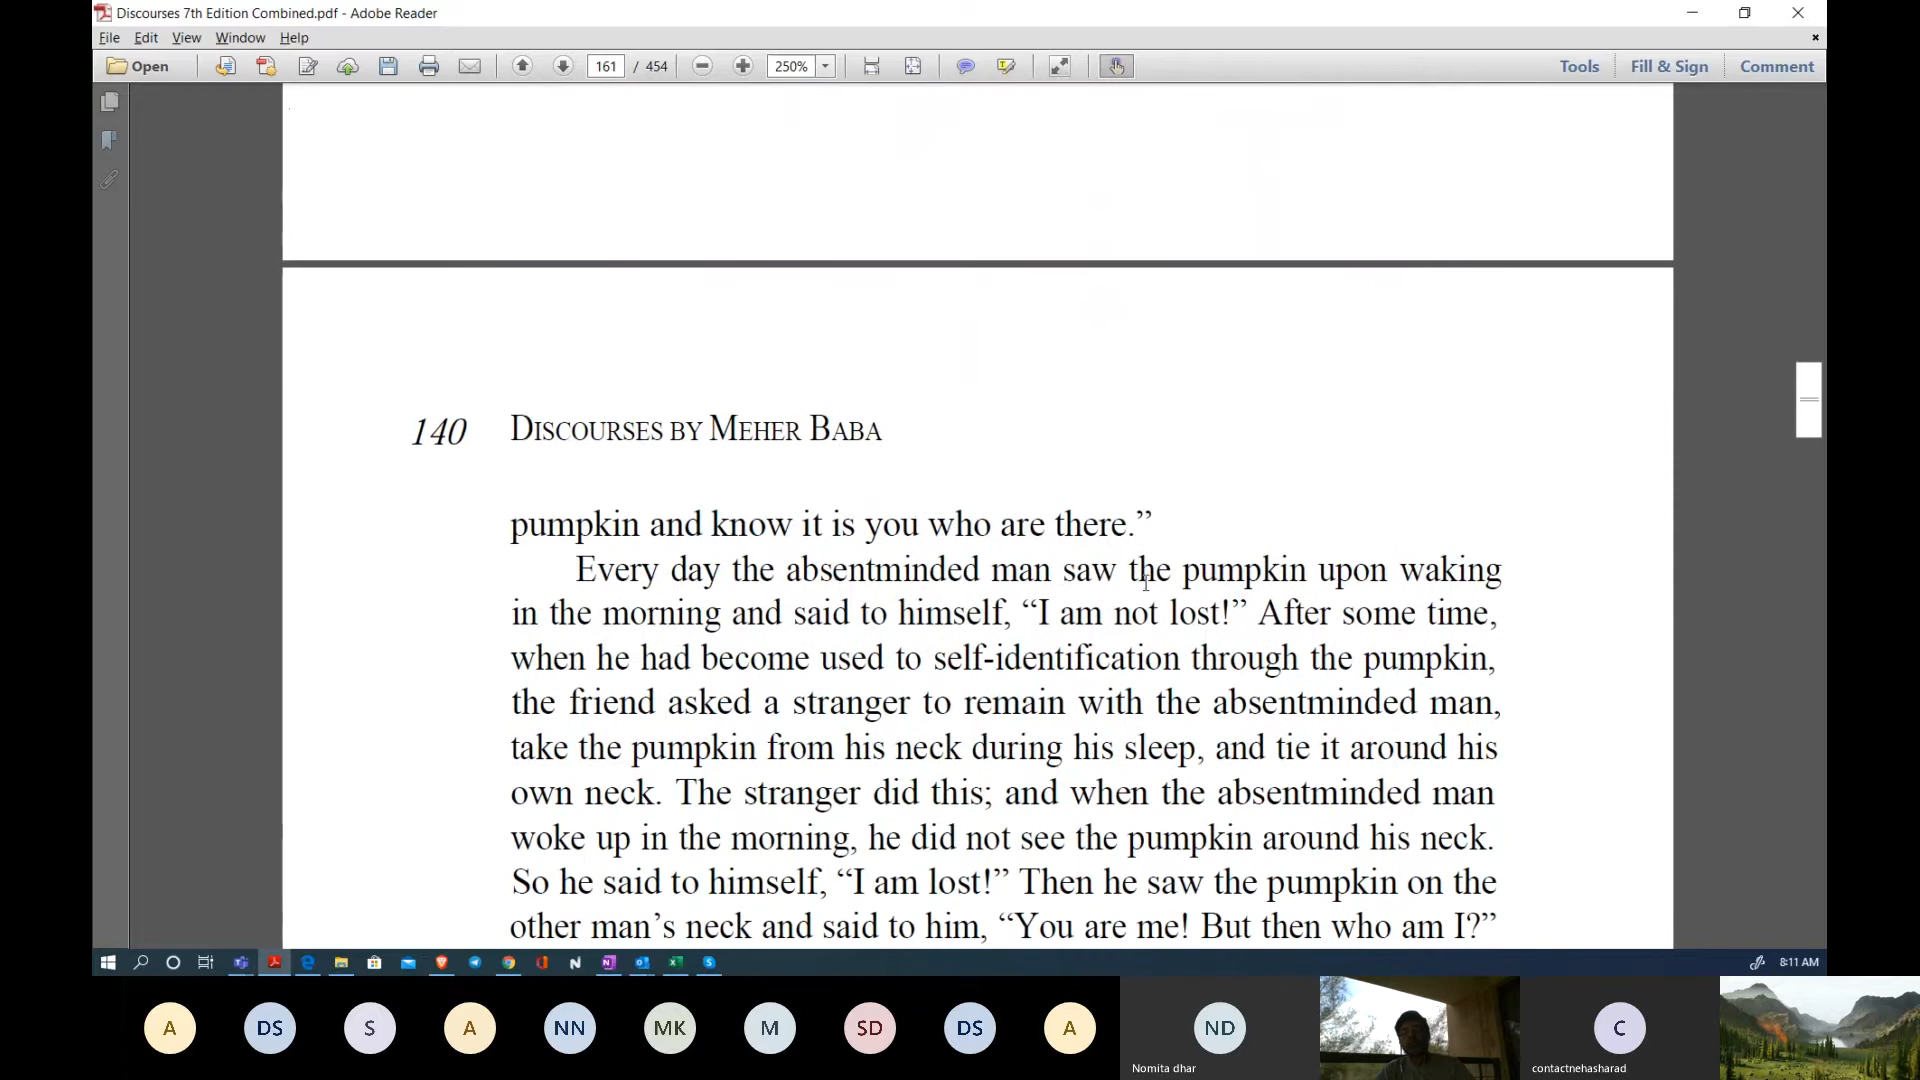 Discourses 7th Edition Combined.pdf - Adobe Reader
File Edit View Window Help
Open 161 / 454 250% Tools Fill & Sign Comment
140 DISCOURSES BY MEHER BABA
pumpkin and know it is you who are there.”
Every day the absentminded man saw the pumpkin upon waking
in the morning and said to himself, “I am not lost!” After some time,
when he had become used to self-identification through the pumpkin,
the friend asked a stranger to remain with the absentminded man,
take the pumpkin from his neck during his sleep, and tie it around his
own neck. The stranger did this; and when the absentminded man
woke up in the morning, he did not see the pumpkin around his neck.
So he said to himself, “I am lost!” Then he saw the pumpkin on the
other man’s neck and said to him, “You are me! But then who am I?”
8:11 AM
A DS S A NN MK M SD DS A ND C
Nomita dhar contactnehasharad